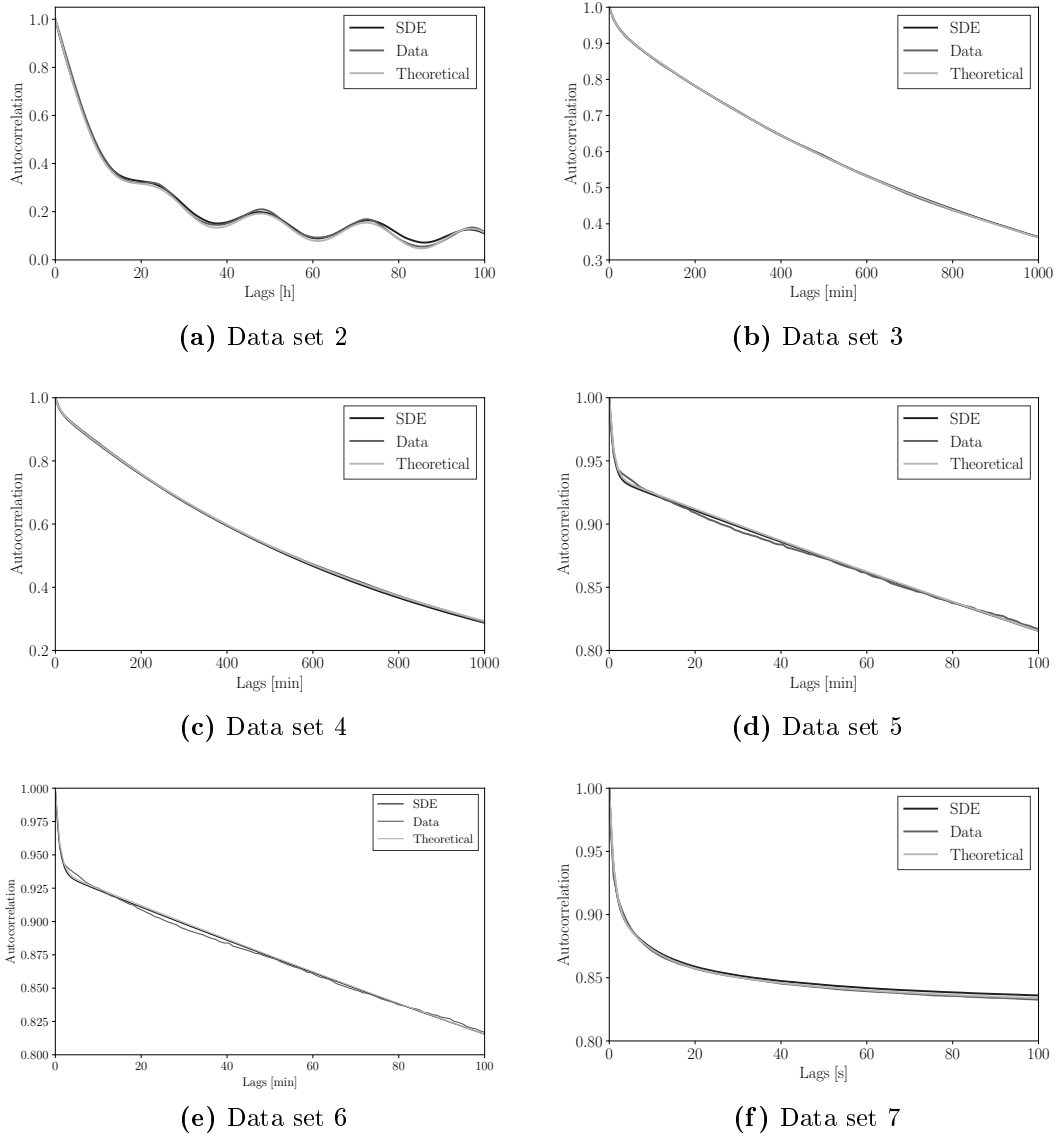 1.0
0.8
0.6
0.4
0.2
0.0
Autocorrelation
SDE
Data
Theoretical
0 20 40 60 80 100
Lags [h]
(a) Data set 2
1.0
0.9
0.8
0.7
0.6
0.5
0.4
0.3
Autocorrelation
SDE
Data
Theoretical
0 200 400 600 800 1000
Lags [min]
(b) Data set 3
1.0
0.8
0.6
0.4
0.2
Autocorrelation
SDE
Data
Theoretical
0 200 400 600 800 1000
Lags [min]
(c) Data set 4
1.00
0.95
0.90
0.85
0.80
Autocorrelation
SDE
Data
Theoretical
0 20 40 60 80 100
Lags [min]
(d) Data set 5
1.000
0.975
0.950
0.925
0.900
0.875
0.850
0.825
0.800
Autocorrelation
SDE
Data
Theoretical
0 20 40 60 80 100
Lags [min]
(e) Data set 6
1.00
0.95
0.90
0.85
0.80
Autocorrelation
SDE
Data
Theoretical
0 20 40 60 80 100
Lags [s]
(f) Data set 7